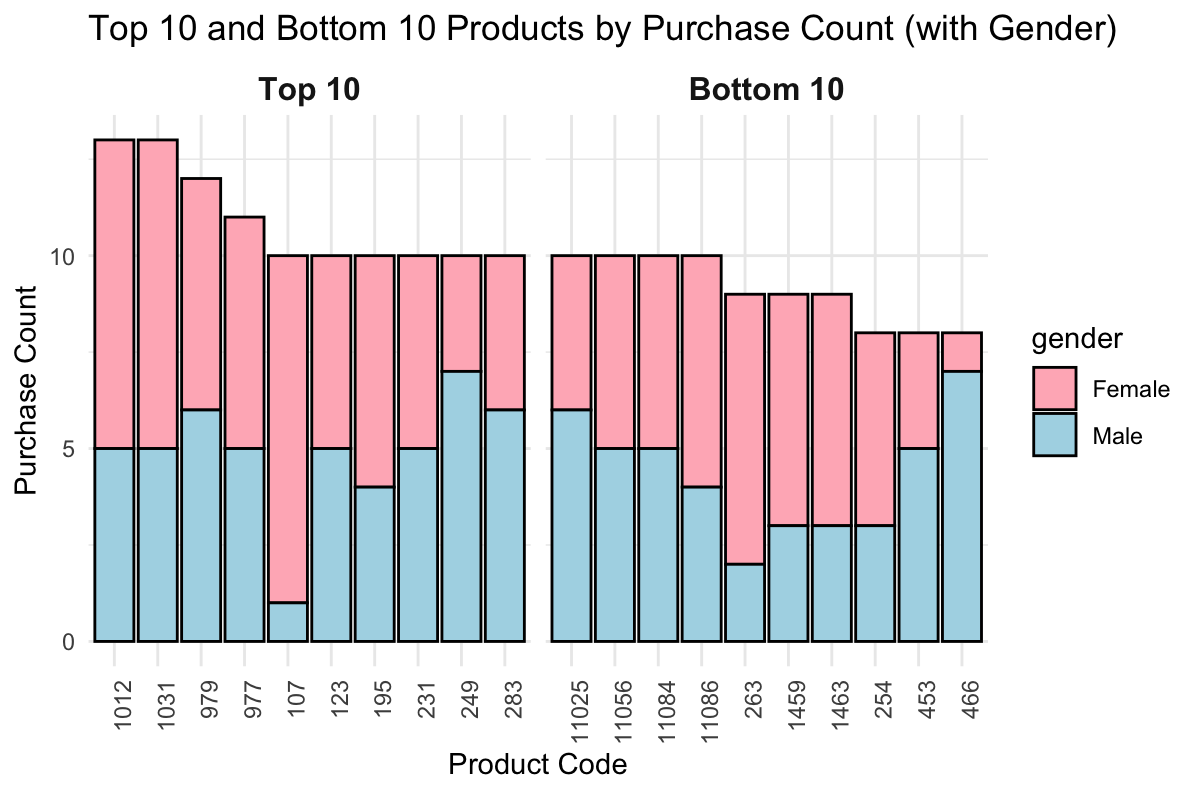 Top 10 and Bottom 10 Products by Purchase Count (with Gender)
Top 10
Bottom 10
Purchase Count
10
5
0
1012
1031
979
977
107
123
195
231
249
283
11025
11056
11084
11086
263
1459
1463
254
453
466
Product Code
gender
Female
Male